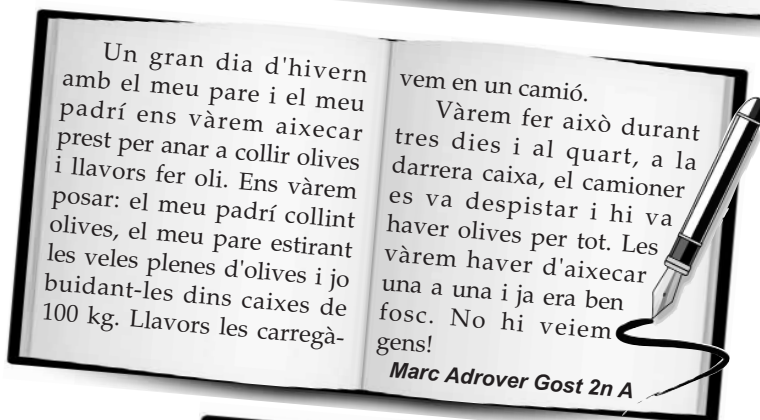 Un gran dia d'hivern
amb el meu pare i el meu
padrí ens vàrem aixecar
prest per anar a collir olives
i llavors fer oli. Ens vàrem
posar: el meu padrí collint
olives, el meu pare estirant
les veles plenes d'olives i jo
buidant-les dins caixes de
100 kg. Llavors les carregà-
vem en un camió.
Vàrem fer això durant
tres dies i al quart, a la
darrera caixa, el camioner
es va despistar i hi va
haver olives per tot. Les
vàrem haver d'aixecar
una a una i ja era ben
fosc. No hi veiem
gens!
Marc Adrover Gost 2n A